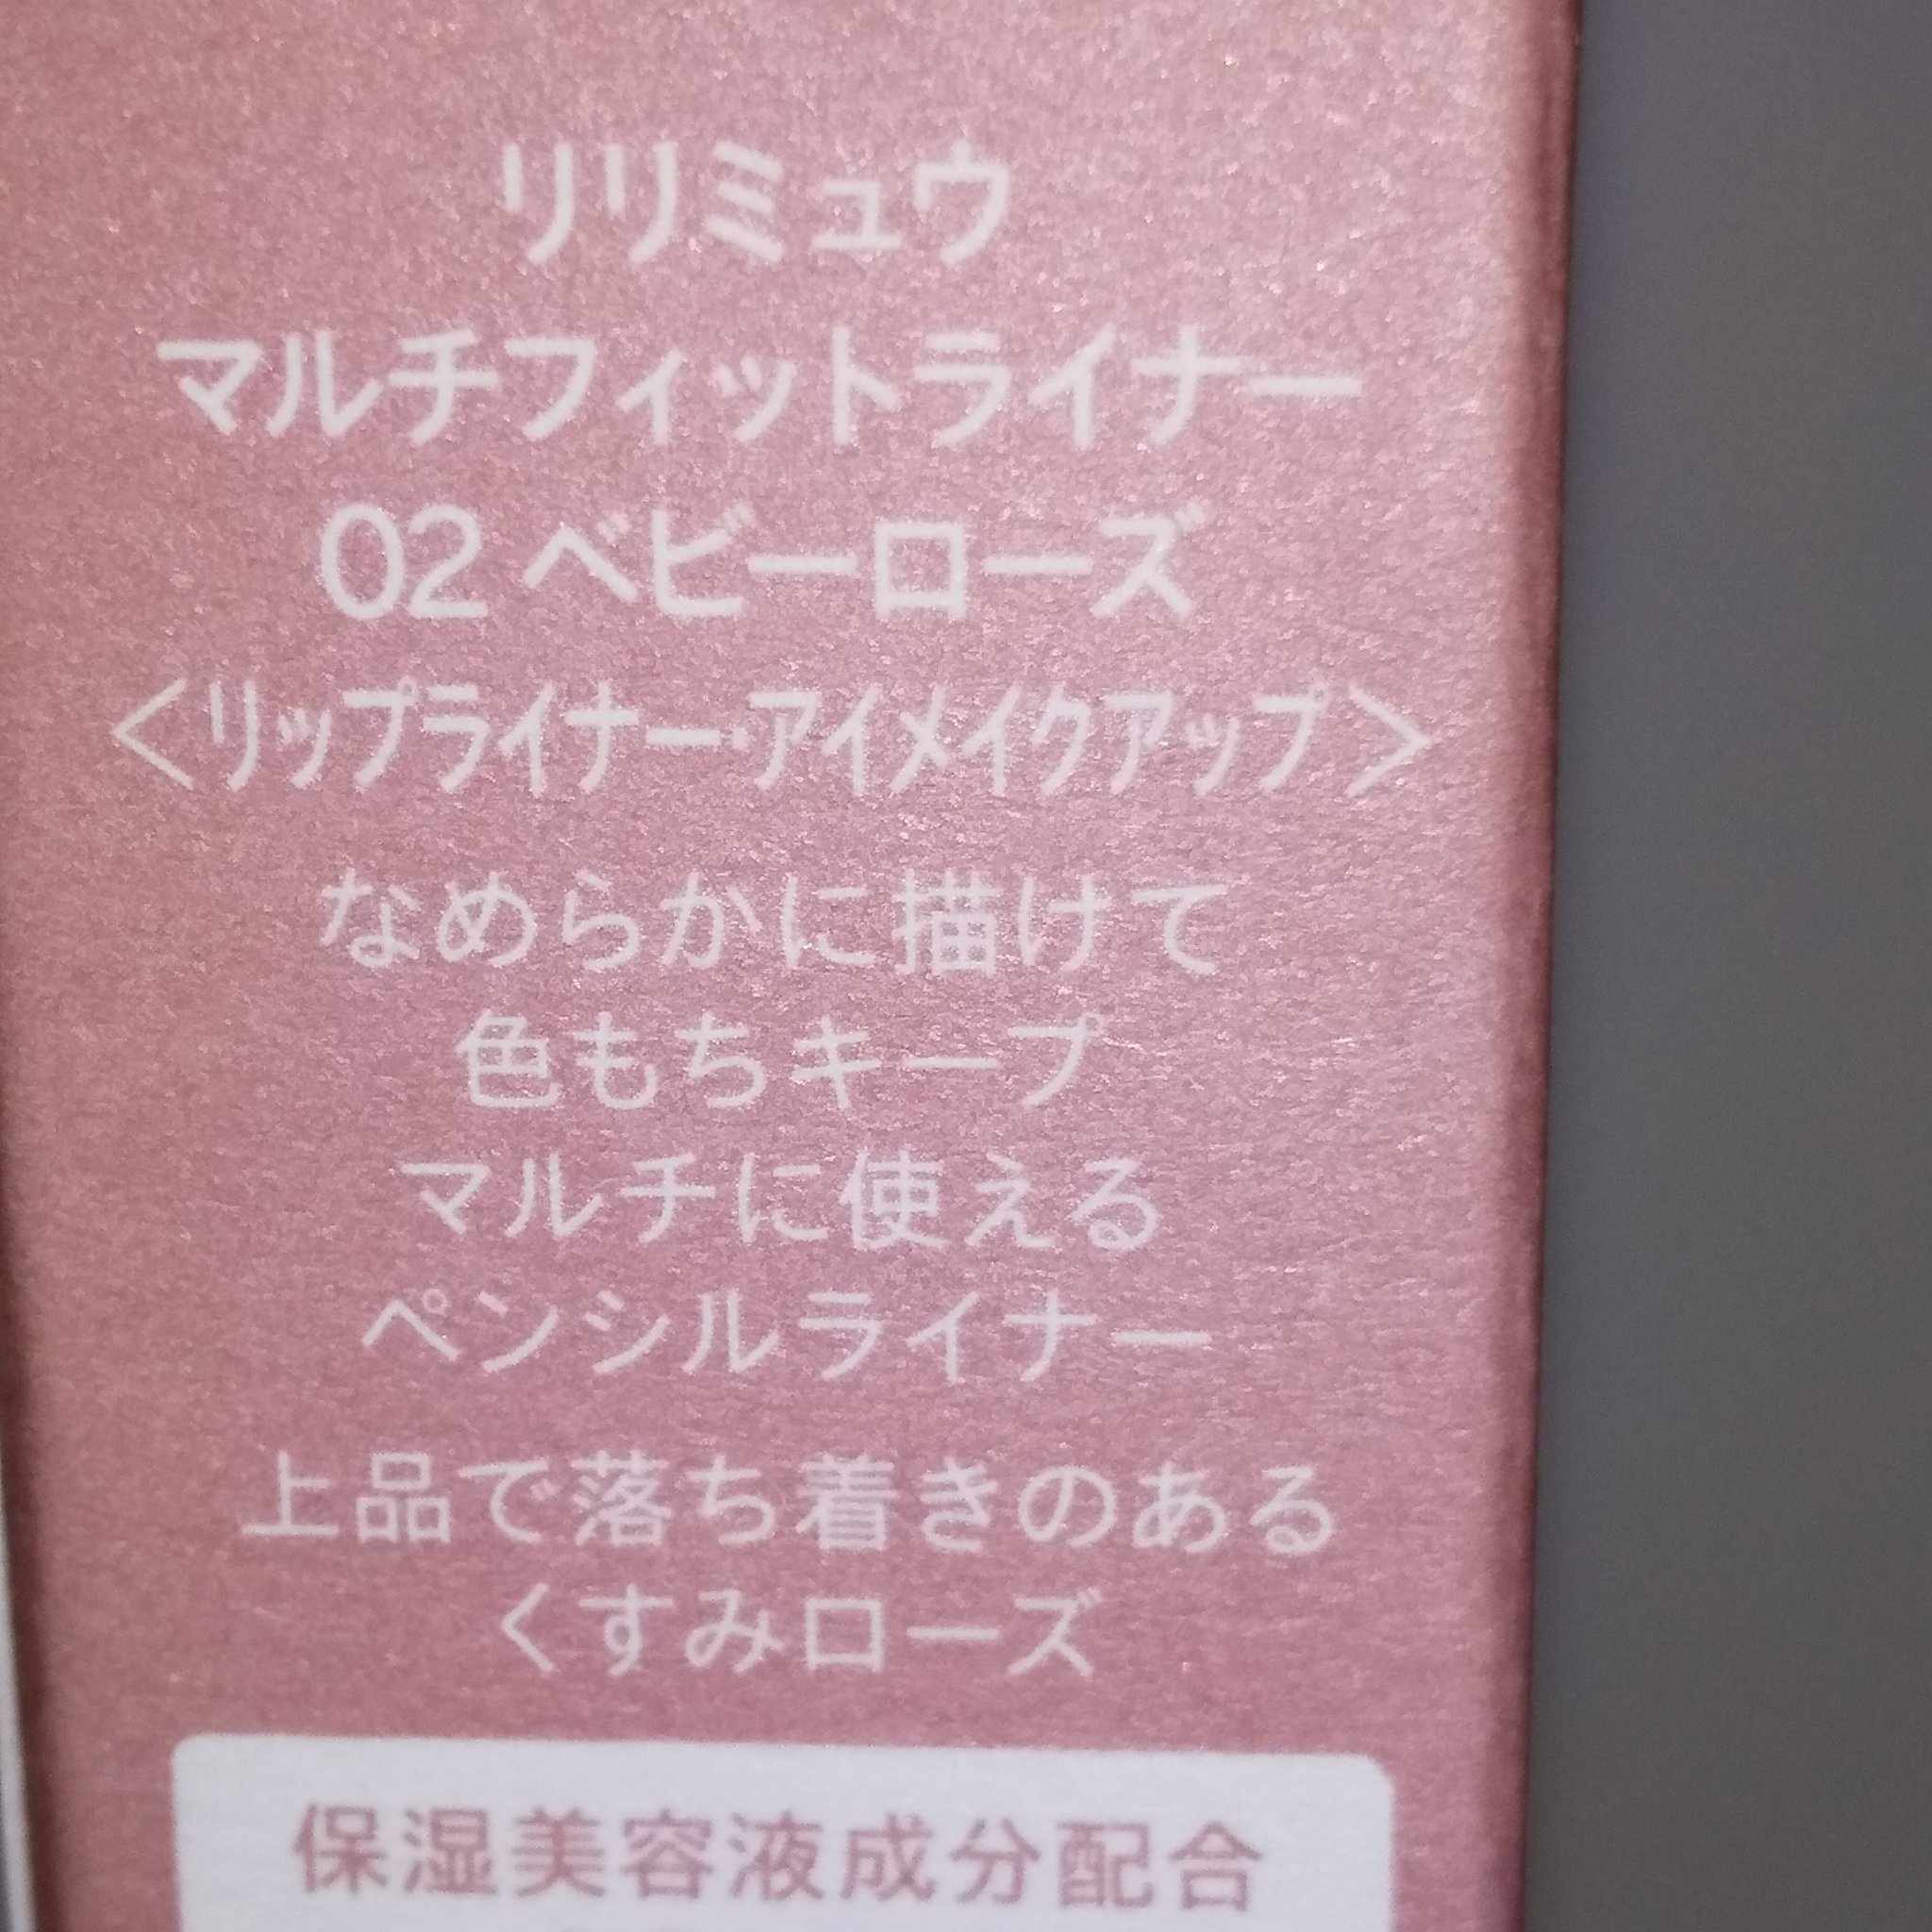 リリミュウ
マルチフィットライナー
02 ベビーローズ
＜リップライナー・アイメイクアップ＞
なめらかに描けて
色もちキープ
マルチに使える
ペンシルライナー
上品で落ち着きのある
くすみローズ
保湿美容液成分配合